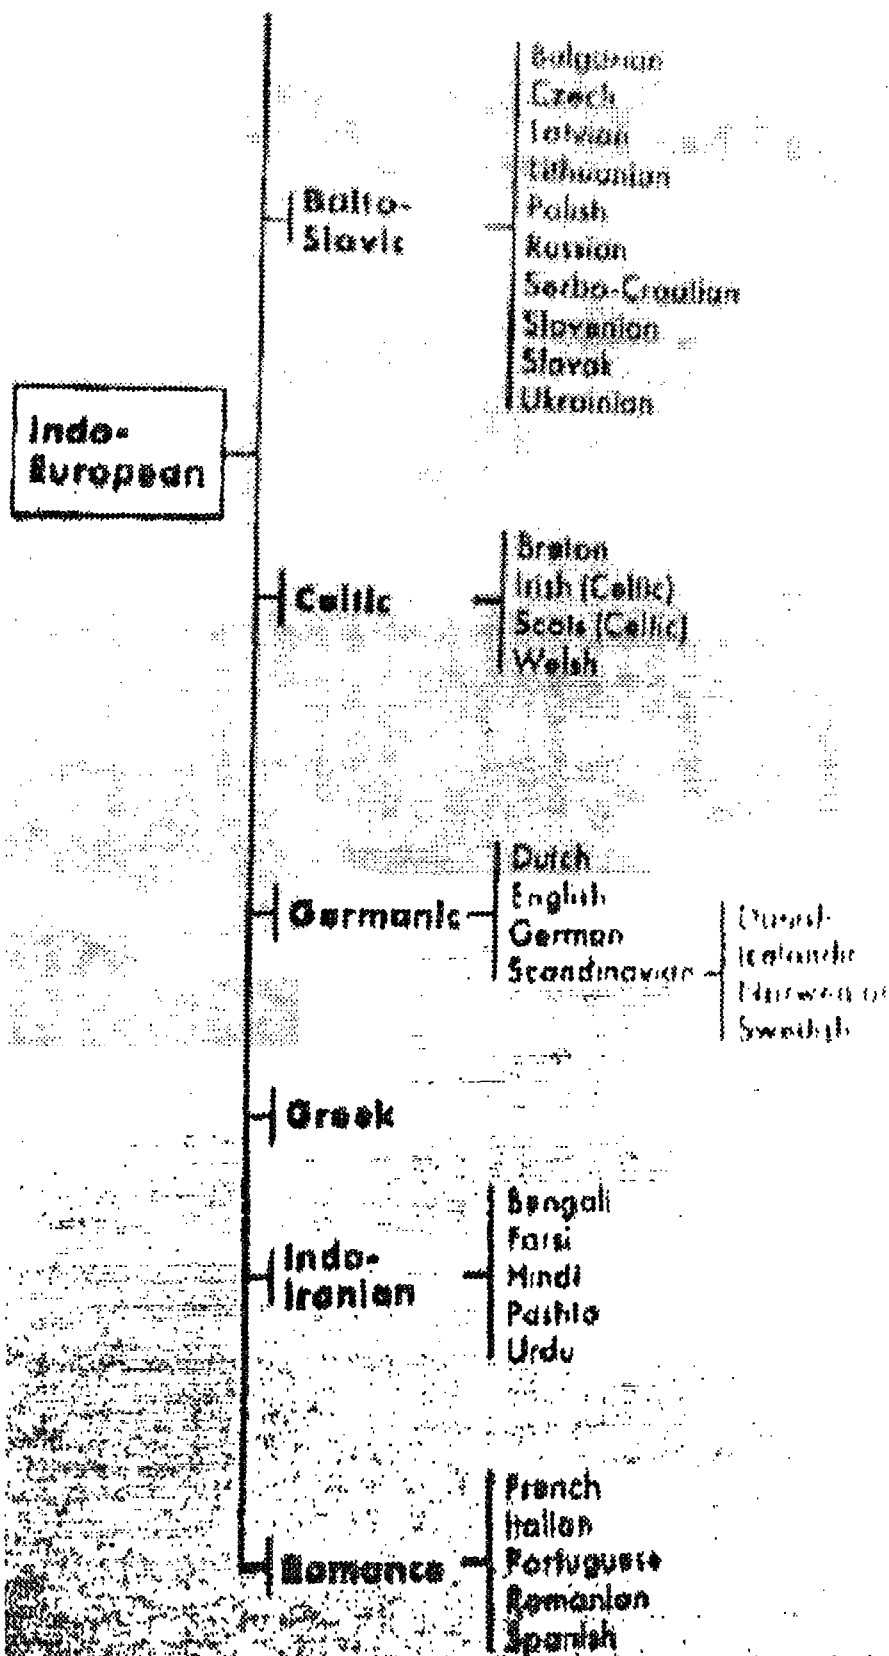 Indo-
European
Balto-
Slavic
Bulgarian
Czech
Latvian
Lithuanian
Polish
Russian
Serbo-Croatian
Slovenian
Slovak
Ukrainian
Celtic
Breton
Irish (Celtic)
Scots (Celtic)
Welsh
Germanic
Dutch
English
German
Scandinavian
Icelandic
Swedish
Greek
Indo-
Iranian
Bengali
Farsi
Hindi
Pashto
Urdu
Romance
French
Italian
Portuguese
Romanian
Spanish